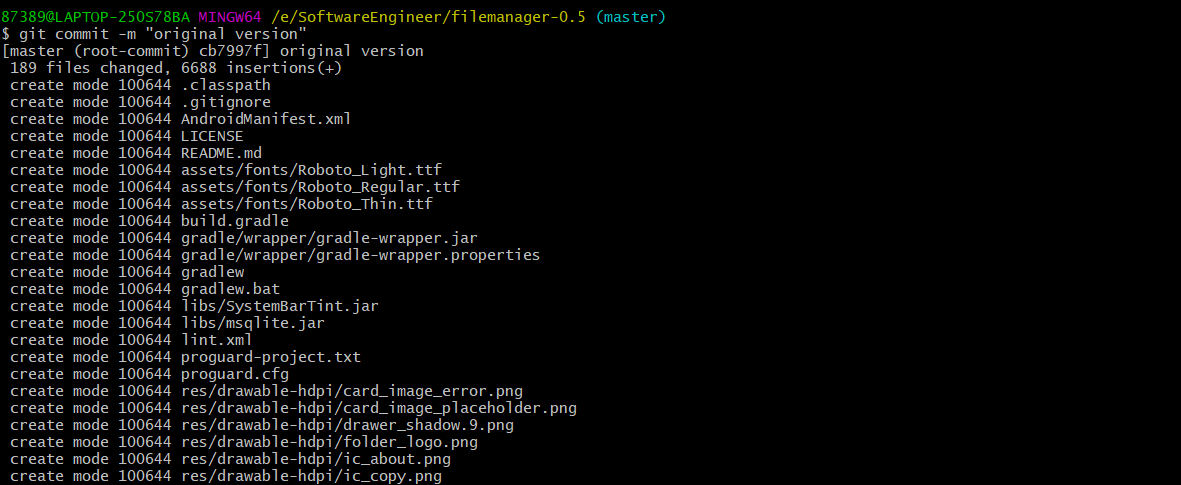 87389@LAPTOP-250S78BA MINGW64 /e/SoftwareEngineer/filemanager-0.5 (master)
$ git commit -m "original version"
[master (root-commit) cb7997f] original version
 189 files changed, 6688 insertions(+)
 create mode 100644 .classpath
 create mode 100644 .gitignore
 create mode 100644 AndroidManifest.xml
 create mode 100644 LICENSE
 create mode 100644 README.md
 create mode 100644 assets/fonts/Roboto_Light.ttf
 create mode 100644 assets/fonts/Roboto_Regular.ttf
 create mode 100644 assets/fonts/Roboto_Thin.ttf
 create mode 100644 build.gradle
 create mode 100644 gradle/wrapper/gradle-wrapper.jar
 create mode 100644 gradle/wrapper/gradle-wrapper.properties
 create mode 100644 gradlew
 create mode 100644 gradlew.bat
 create mode 100644 libs/SystemBarTint.jar
 create mode 100644 libs/msqlite.jar
 create mode 100644 lint.xml
 create mode 100644 proguard-project.txt
 create mode 100644 proguard.cfg
 create mode 100644 res/drawable-hdpi/card_image_error.png
 create mode 100644 res/drawable-hdpi/card_image_placeholder.png
 create mode 100644 res/drawable-hdpi/drawer_shadow.9.png
 create mode 100644 res/drawable-hdpi/folder_logo.png
 create mode 100644 res/drawable-hdpi/ic_about.png
 create mode 100644 res/drawable-hdpi/ic_copy.png